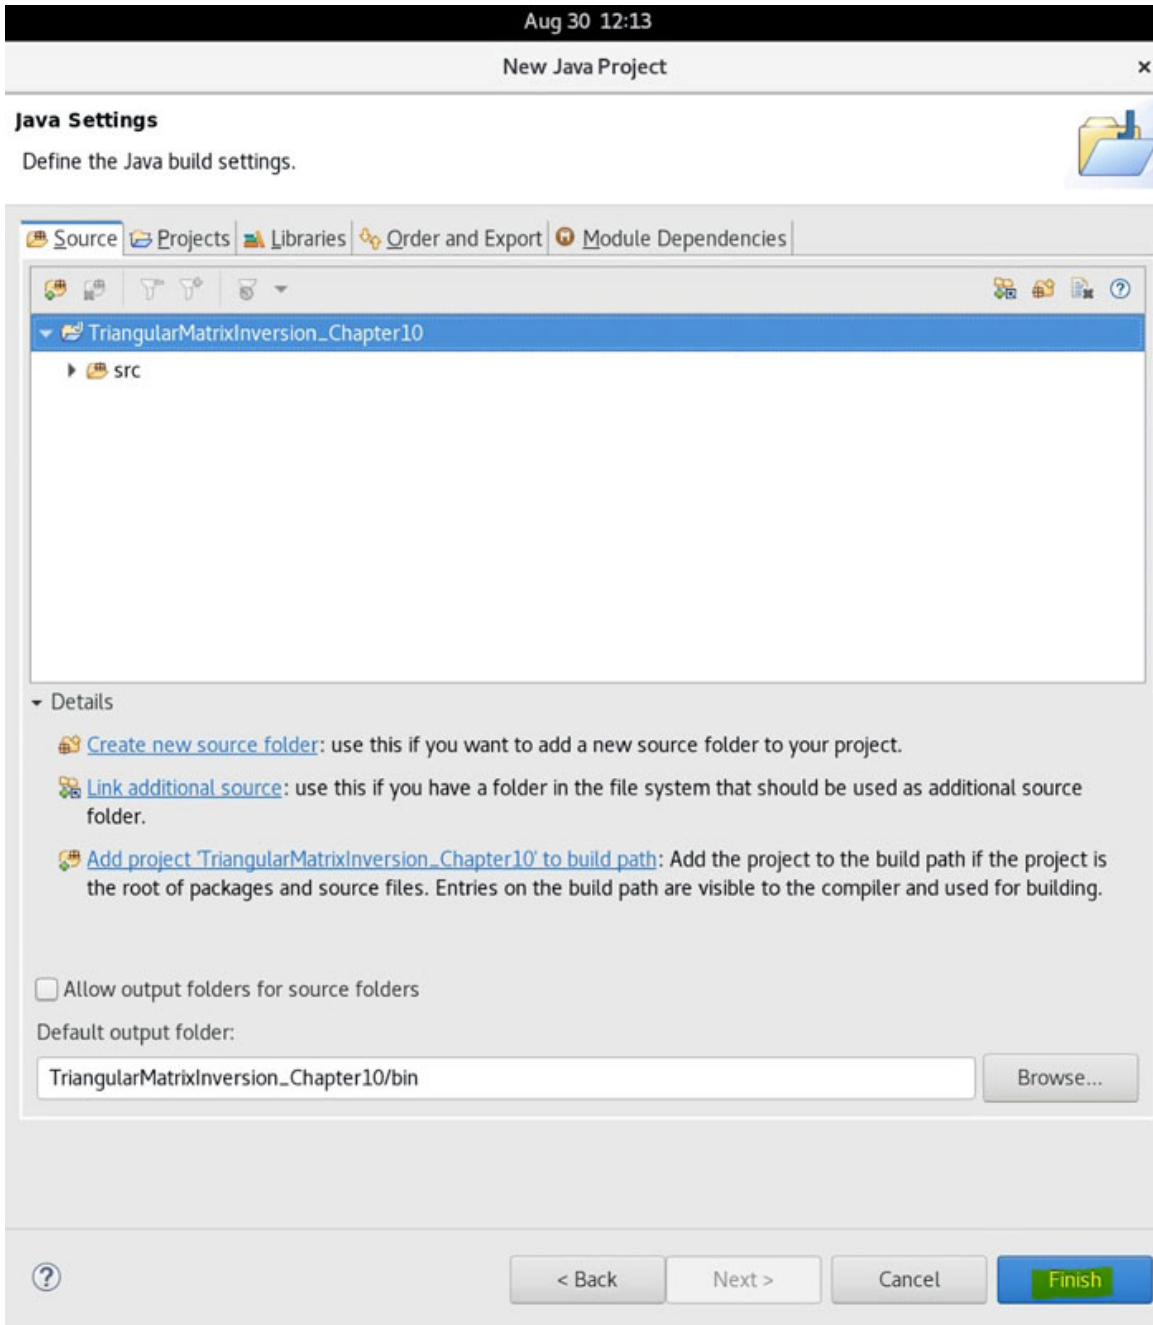 Aug 30 12:13
New Java Project ×
Java Settings
Define the Java build settings.
Source Projects Libraries Order and Export Module Dependencies
TriangularMatrixInversion_Chapter10
src
Details
Create new source folder: use this if you want to add a new source folder to your project.
Link additional source: use this if you have a folder in the file system that should be used as additional source
folder.
Add project 'TriangularMatrixInversion_Chapter10' to build path: Add the project to the build path if the project is
the root of packages and source files. Entries on the build path are visible to the compiler and used for building.
Allow output folders for source folders
Default output folder:
TriangularMatrixInversion_Chapter10/bin Browse...
? < Back Next > Cancel Finish